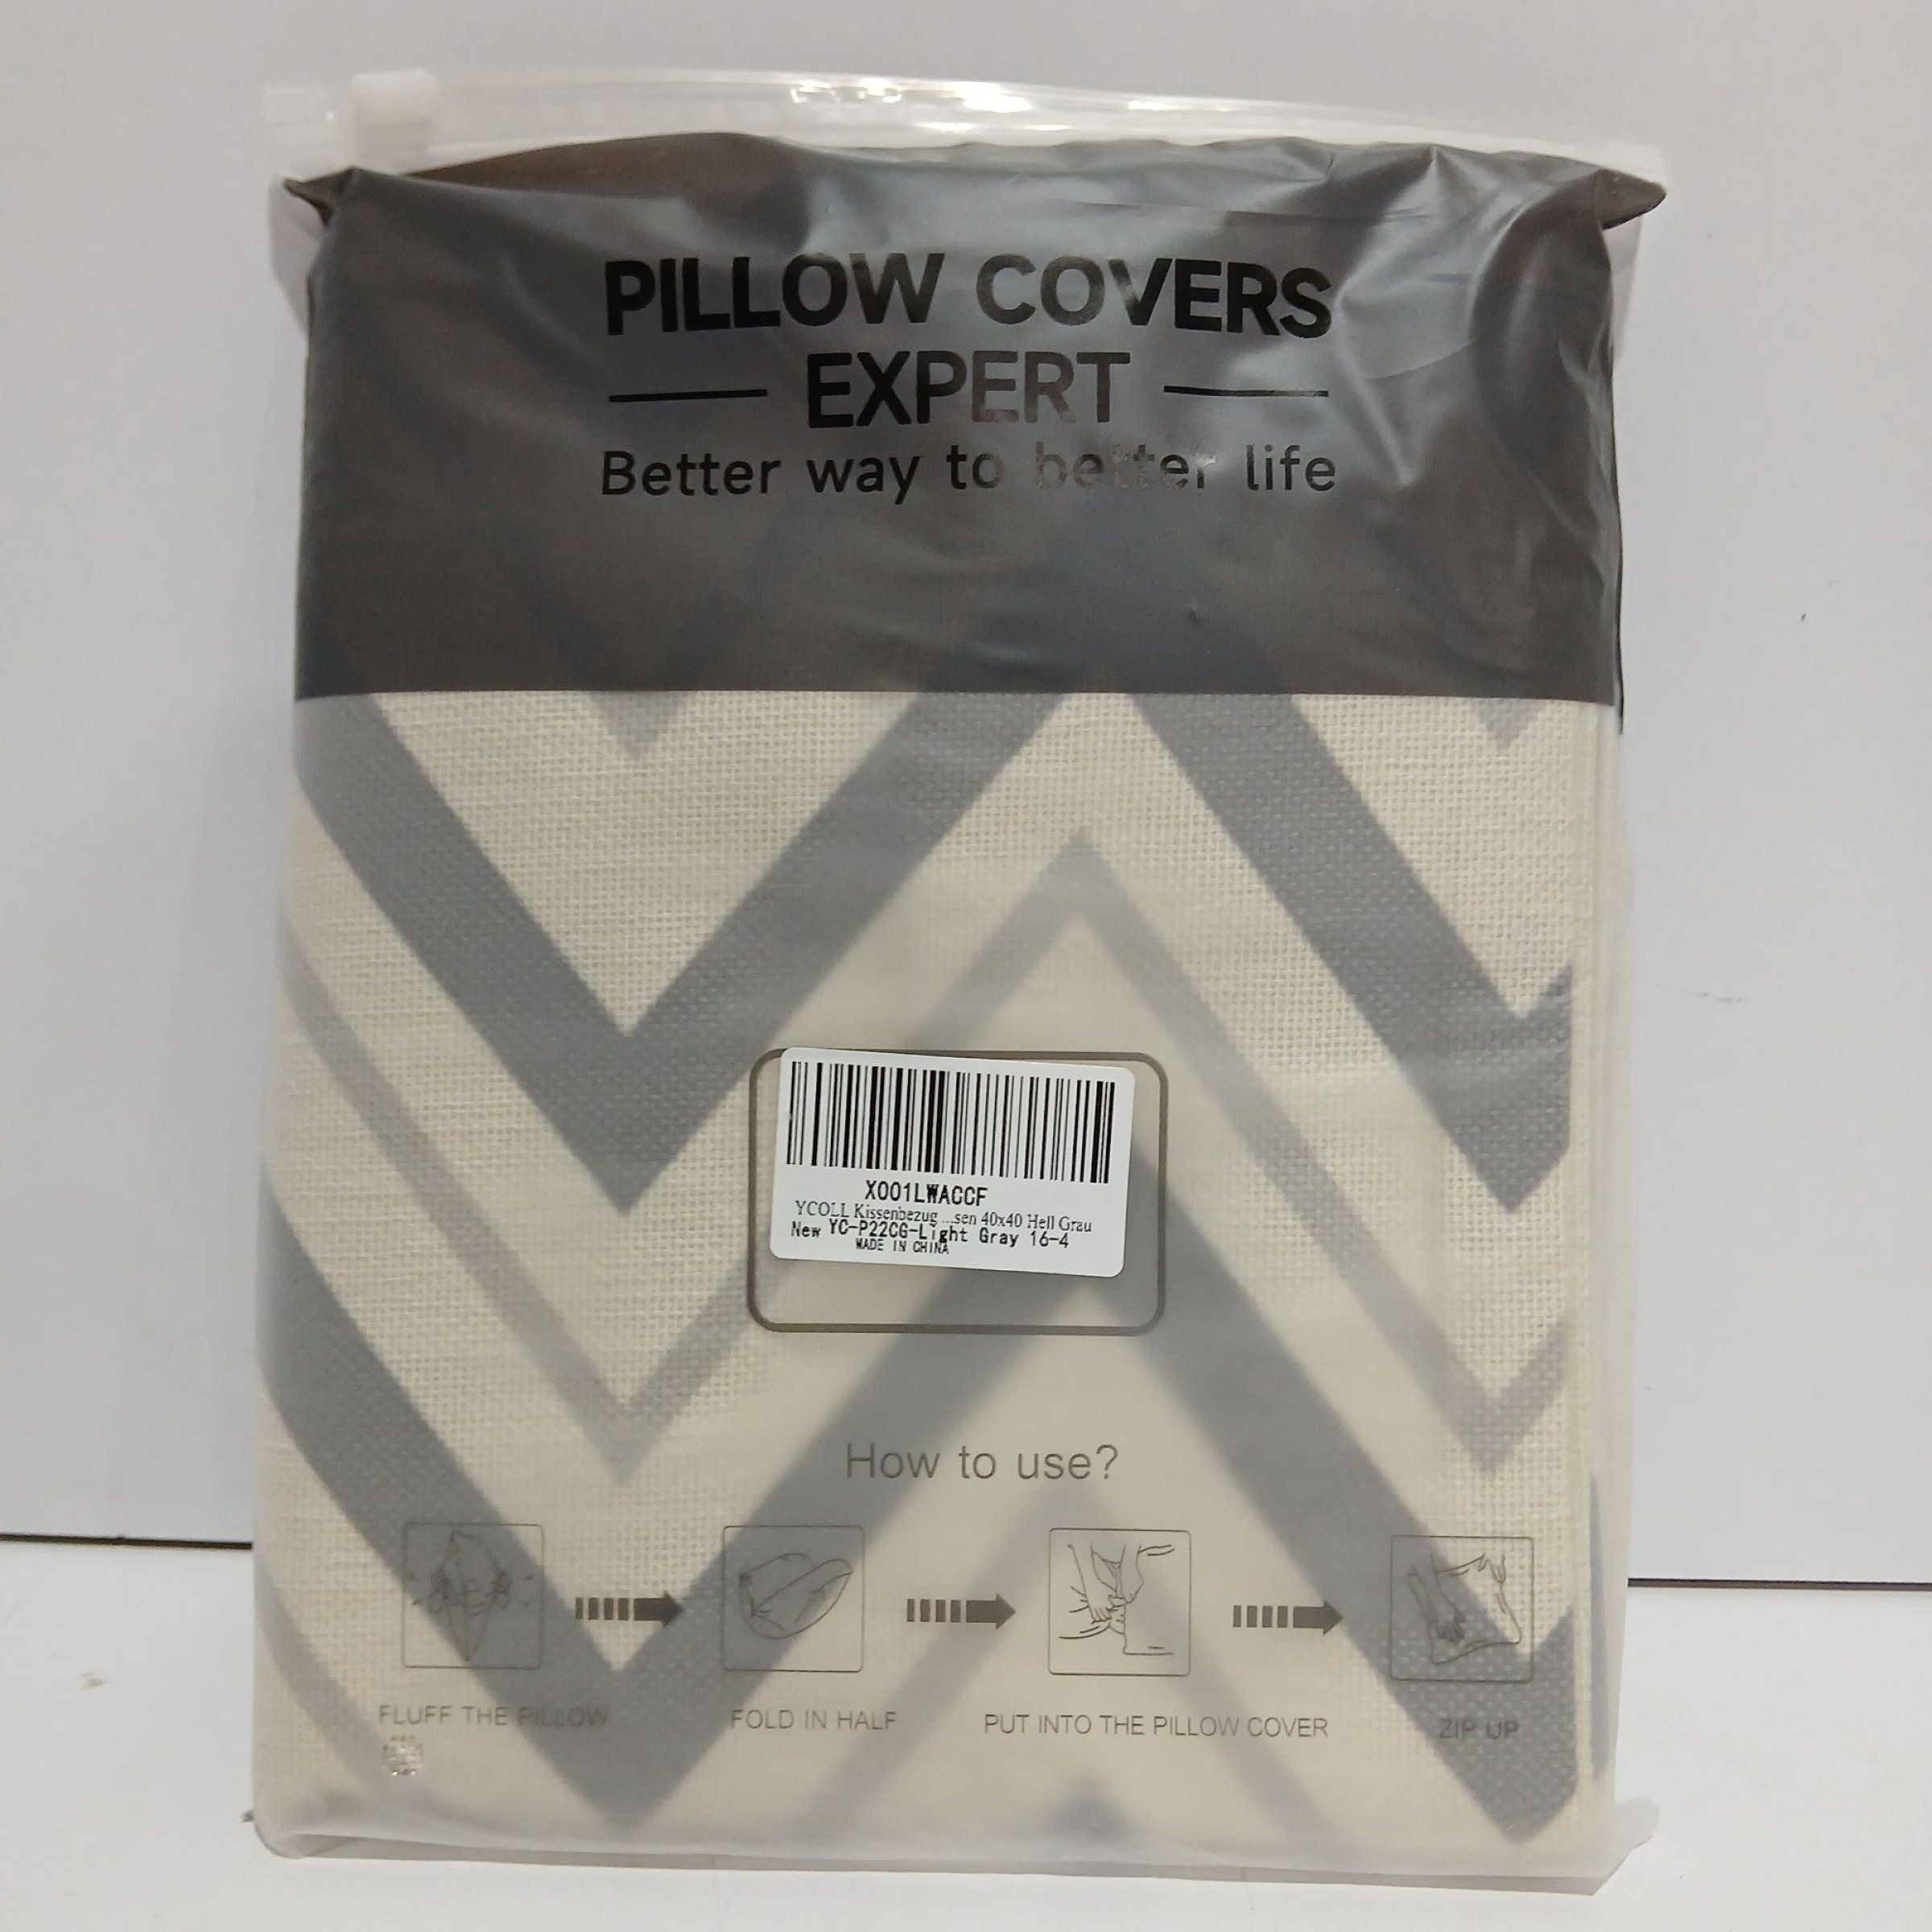 PILLOW COVERS
EXPERT
Better way to better life
X001LWACCF
YCOLL Kissenbezug ...sen 40x40 Hell Grau
New YC-P22CG-Light Gray 16-4
MADE IN CHINA
How to use?
FLUFF THE PILLOW
FOLD IN HALF
PUT INTO THE PILLOW COVER
ZIP UP